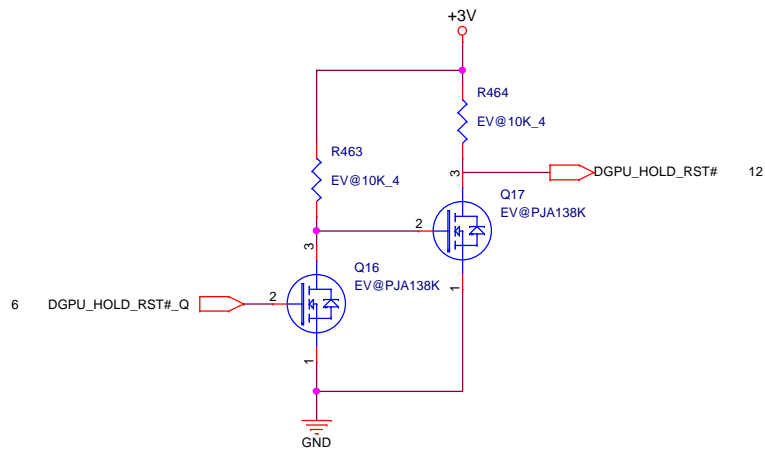 +3V
R464
EV@10K_4
R463
EV@10K_4
3
DGPU_HOLD_RST# 12
Q17
EV@PJA138K
2
3
Q16
EV@PJA138K
1
6 DGPU_HOLD_RST#_Q 2
1
GND